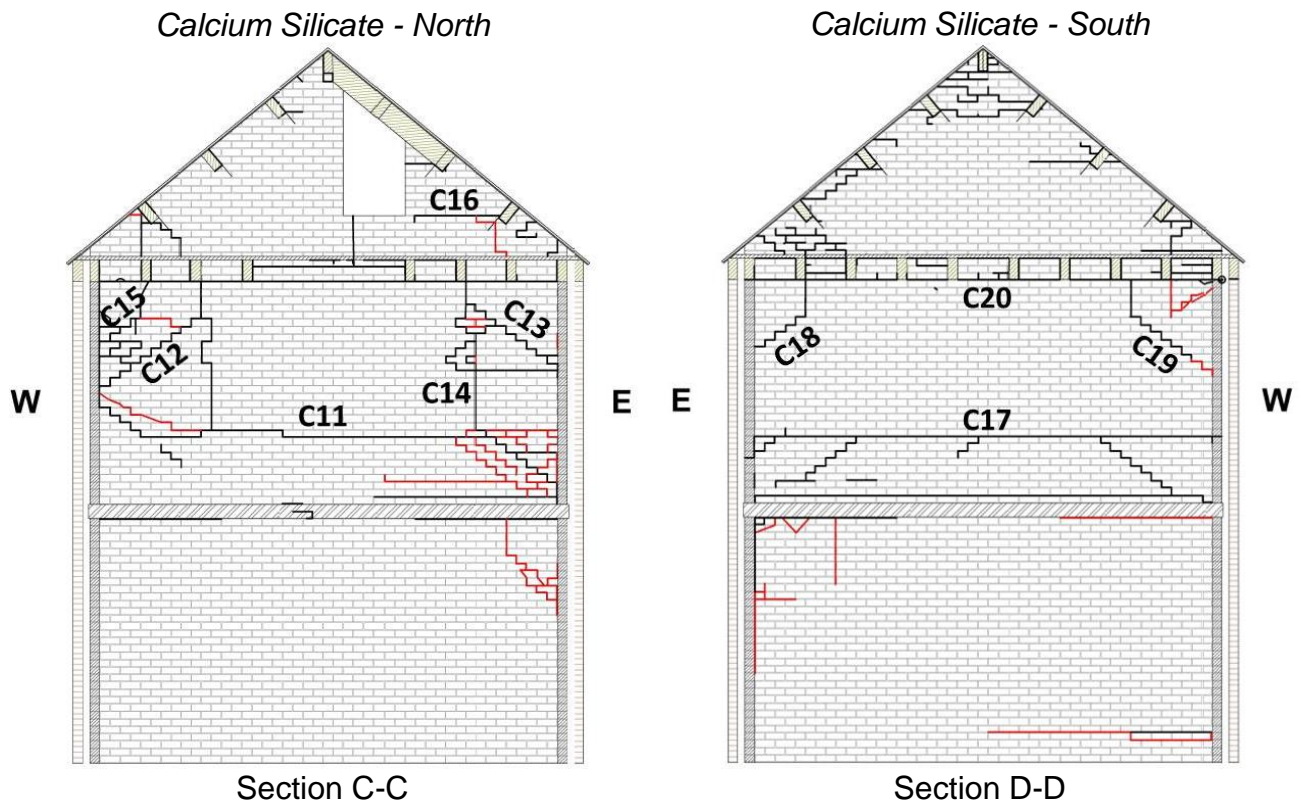 Calcium Silicate - North
Calcium Silicate - South
C16
C15
C13
C12
C14
C11
W
E
C20
C18
C19
C17
E
W
Section C-C
Section D-D